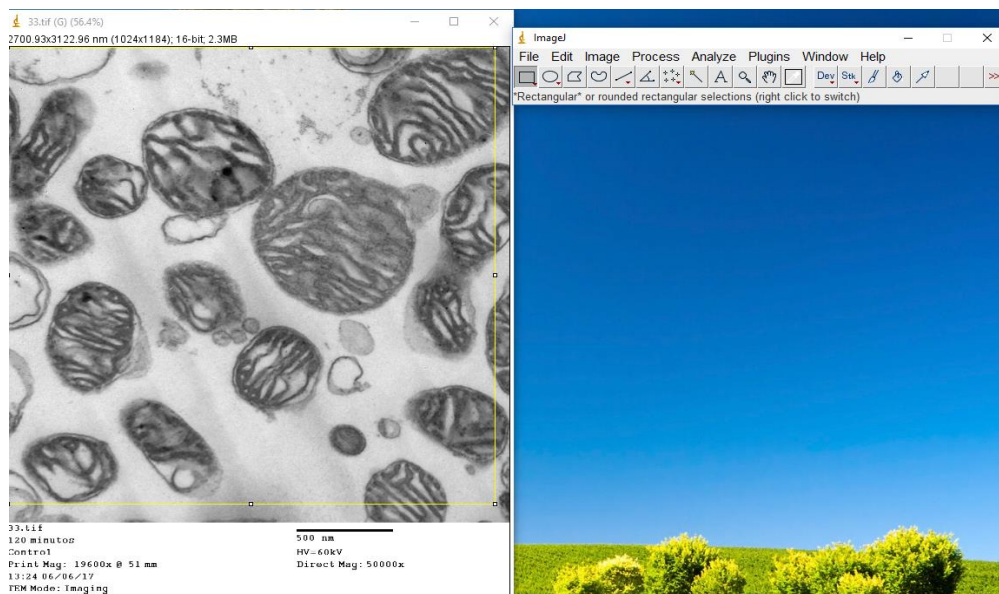 33.tif (G) (56.4%)
2700.93x3122.96 nm (1024x1184); 16-bit; 2.3MB
ImageJ
File Edit Image Process Analyze Plugins Window Help
A Dev Stk >>
*Rectangular* or rounded rectangular selections (right click to switch)
33.tif
120 minutos
Control
Print Mag: 19600x @ 51 mm
13:24 06/06/17
TEM Mode: Imaging
500 nm
HV=60kV
Direct Mag: 50000x